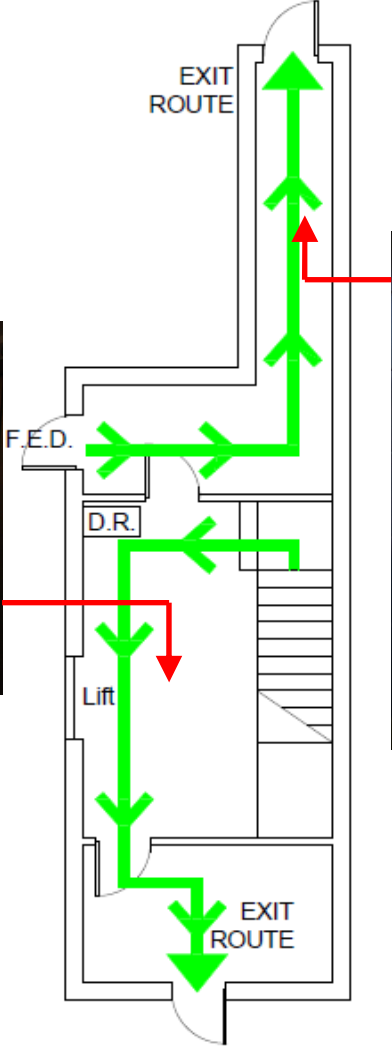 EXIT
ROUTE
F.E.D.
D.R.
Lift
EXIT
ROUTE